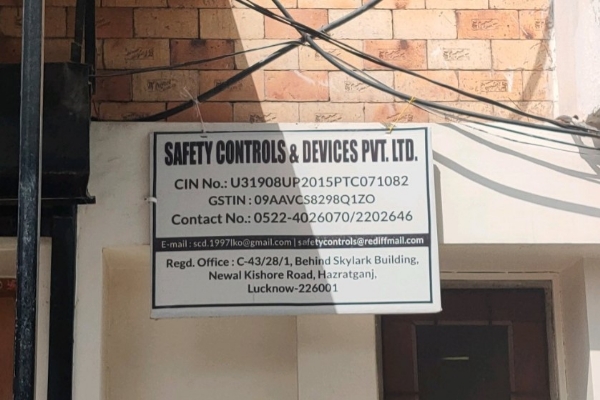 SAFETY CONTROLS & DEVICES PVT. LTD.
CIN No.: U31908UP2015PTC071082
GSTIN : 09AAVCS8298Q1ZO
Contact No.: 0522-4026070/2202646
E-mail : scd.1997lko@gmail.com | safetycontrols@rediffmail.com
Regd. Office : C-43/28/1, Behind Skylark Building,
Newal Kishore Road, Hazratganj,
Lucknow-226001